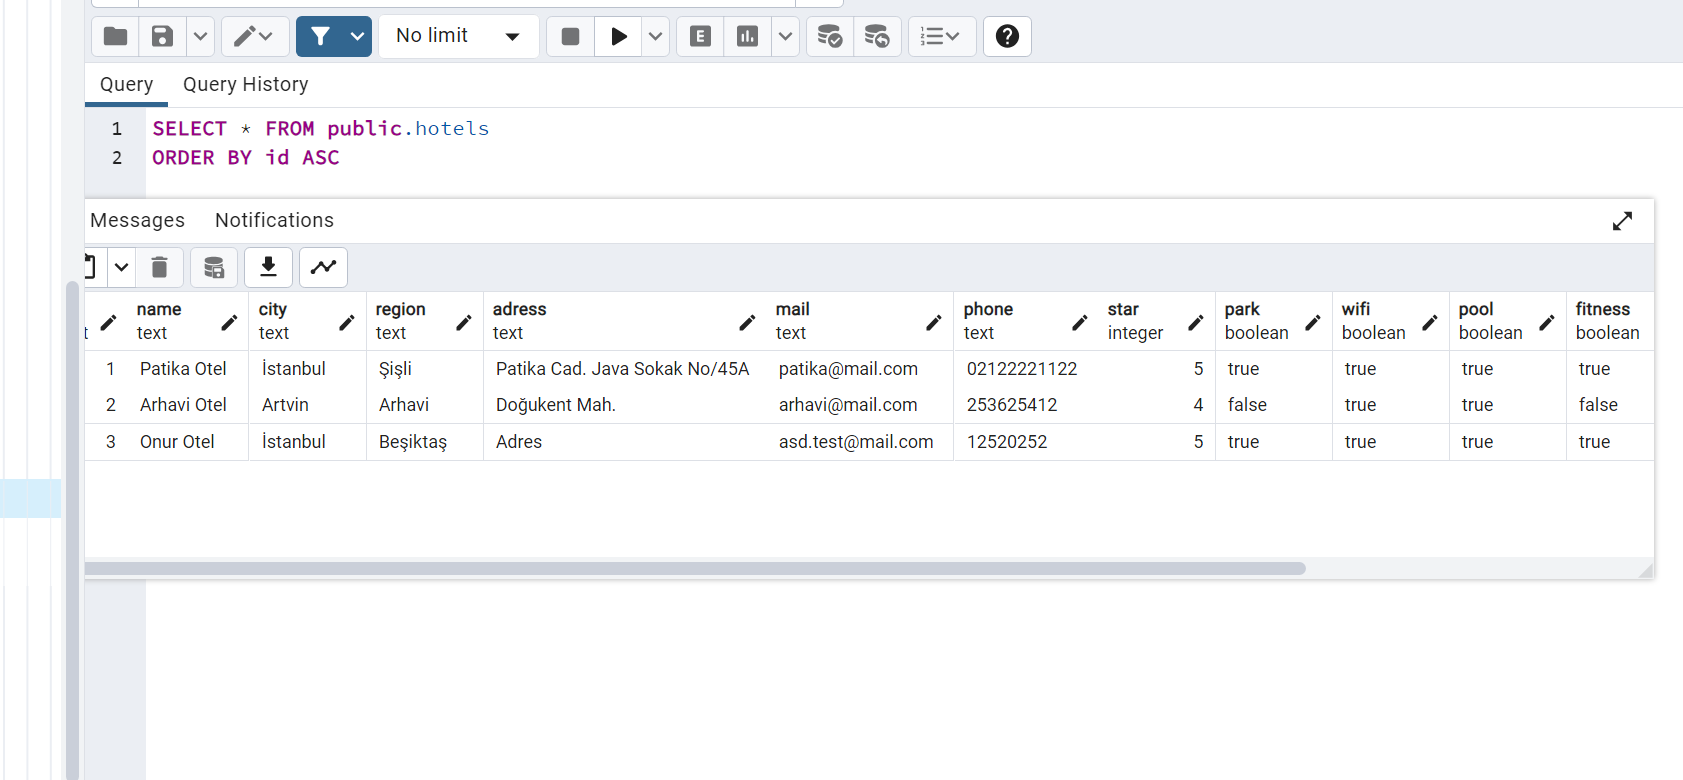 No limit
E
Query Query History
1 SELECT * FROM public.hotels
2 ORDER BY id ASC
Messages Notifications
name city region adress mail phone star park wifi pool fitness
text text text text text text integer boolean boolean boolean boolean
1 Patika Otel İstanbul Şişli Patika Cad. Java Sokak No/45A patika@mail.com 02122221122 5 true true true true
2 Arhavi Otel Artvin Arhavi Doğukent Mah. arhavi@mail.com 253625412 4 false true true false
3 Onur Otel İstanbul Beşiktaş Adres asd.test@mail.com 12520252 5 true true true true